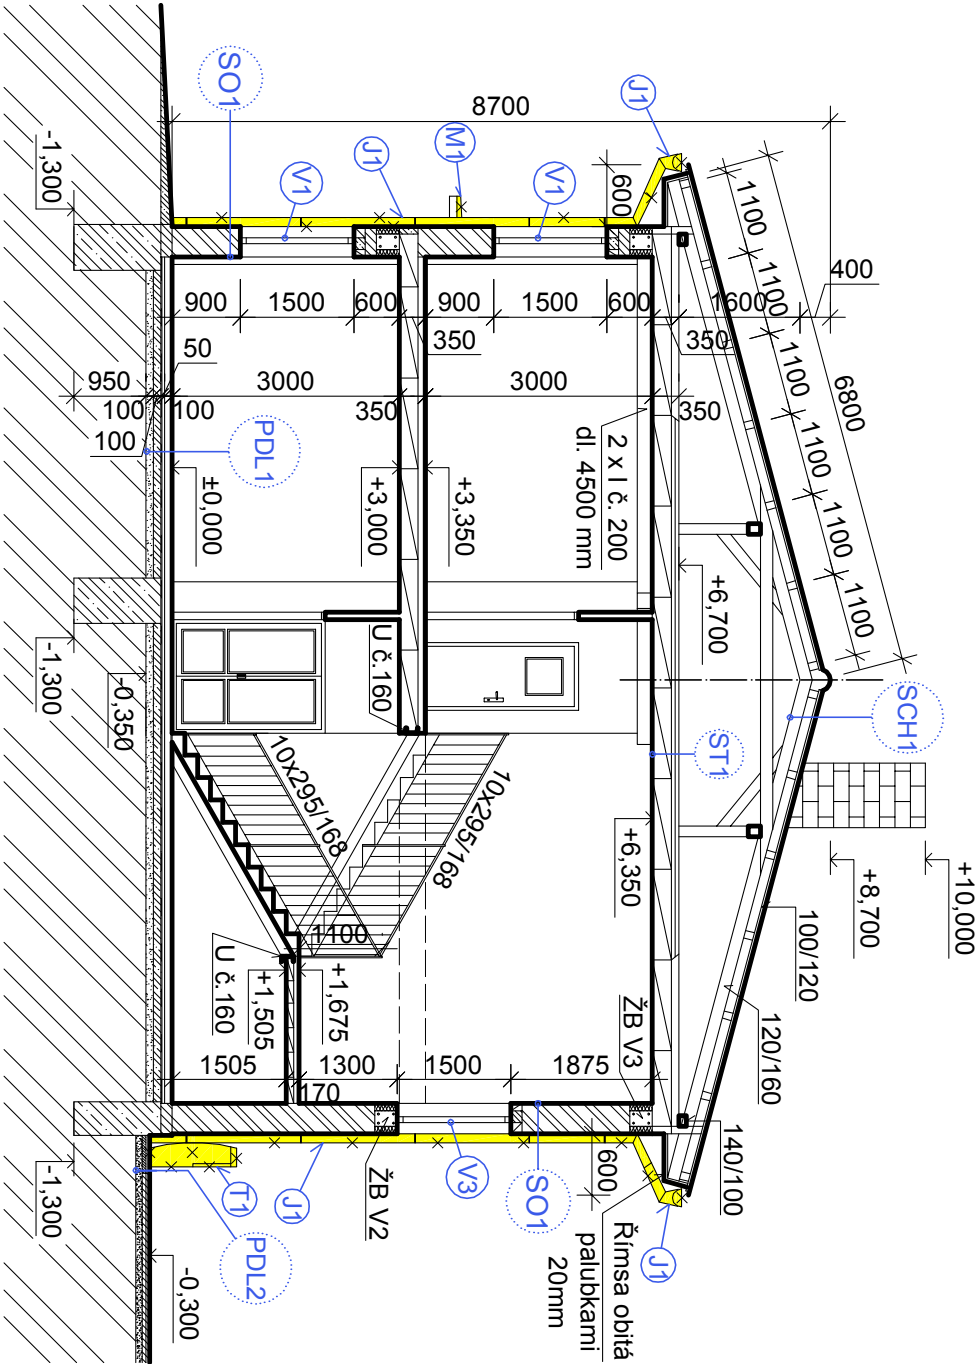 SO1
8700
J1
-1,300
V1
J1
M1
V1
600
J1
1100
1100
1100
1100
1100
1100
6800
400
900
1500
600
900
1500
600
1600
50
350
350
950
3000
3000
100
100
350
350
100
PDL1
±0,000
+3,000
+3,350
2 x I č. 200
dl. 4500 mm
+6,700
-1,300
-0,350
U č.160
SCH1
ST1
10x295/168
10x295/168
+6,350
+8,700
+10,000
100/120
120/160
140/100
1100
U č.160
+1,505
+1,675
ŽB V3
1505
1300
1500
1875
170
-1,300
T1
J1
ŽB V2
V3
SO1
600
J1
Římsa obitá
palubkami
20mm
PDL2
-0,300